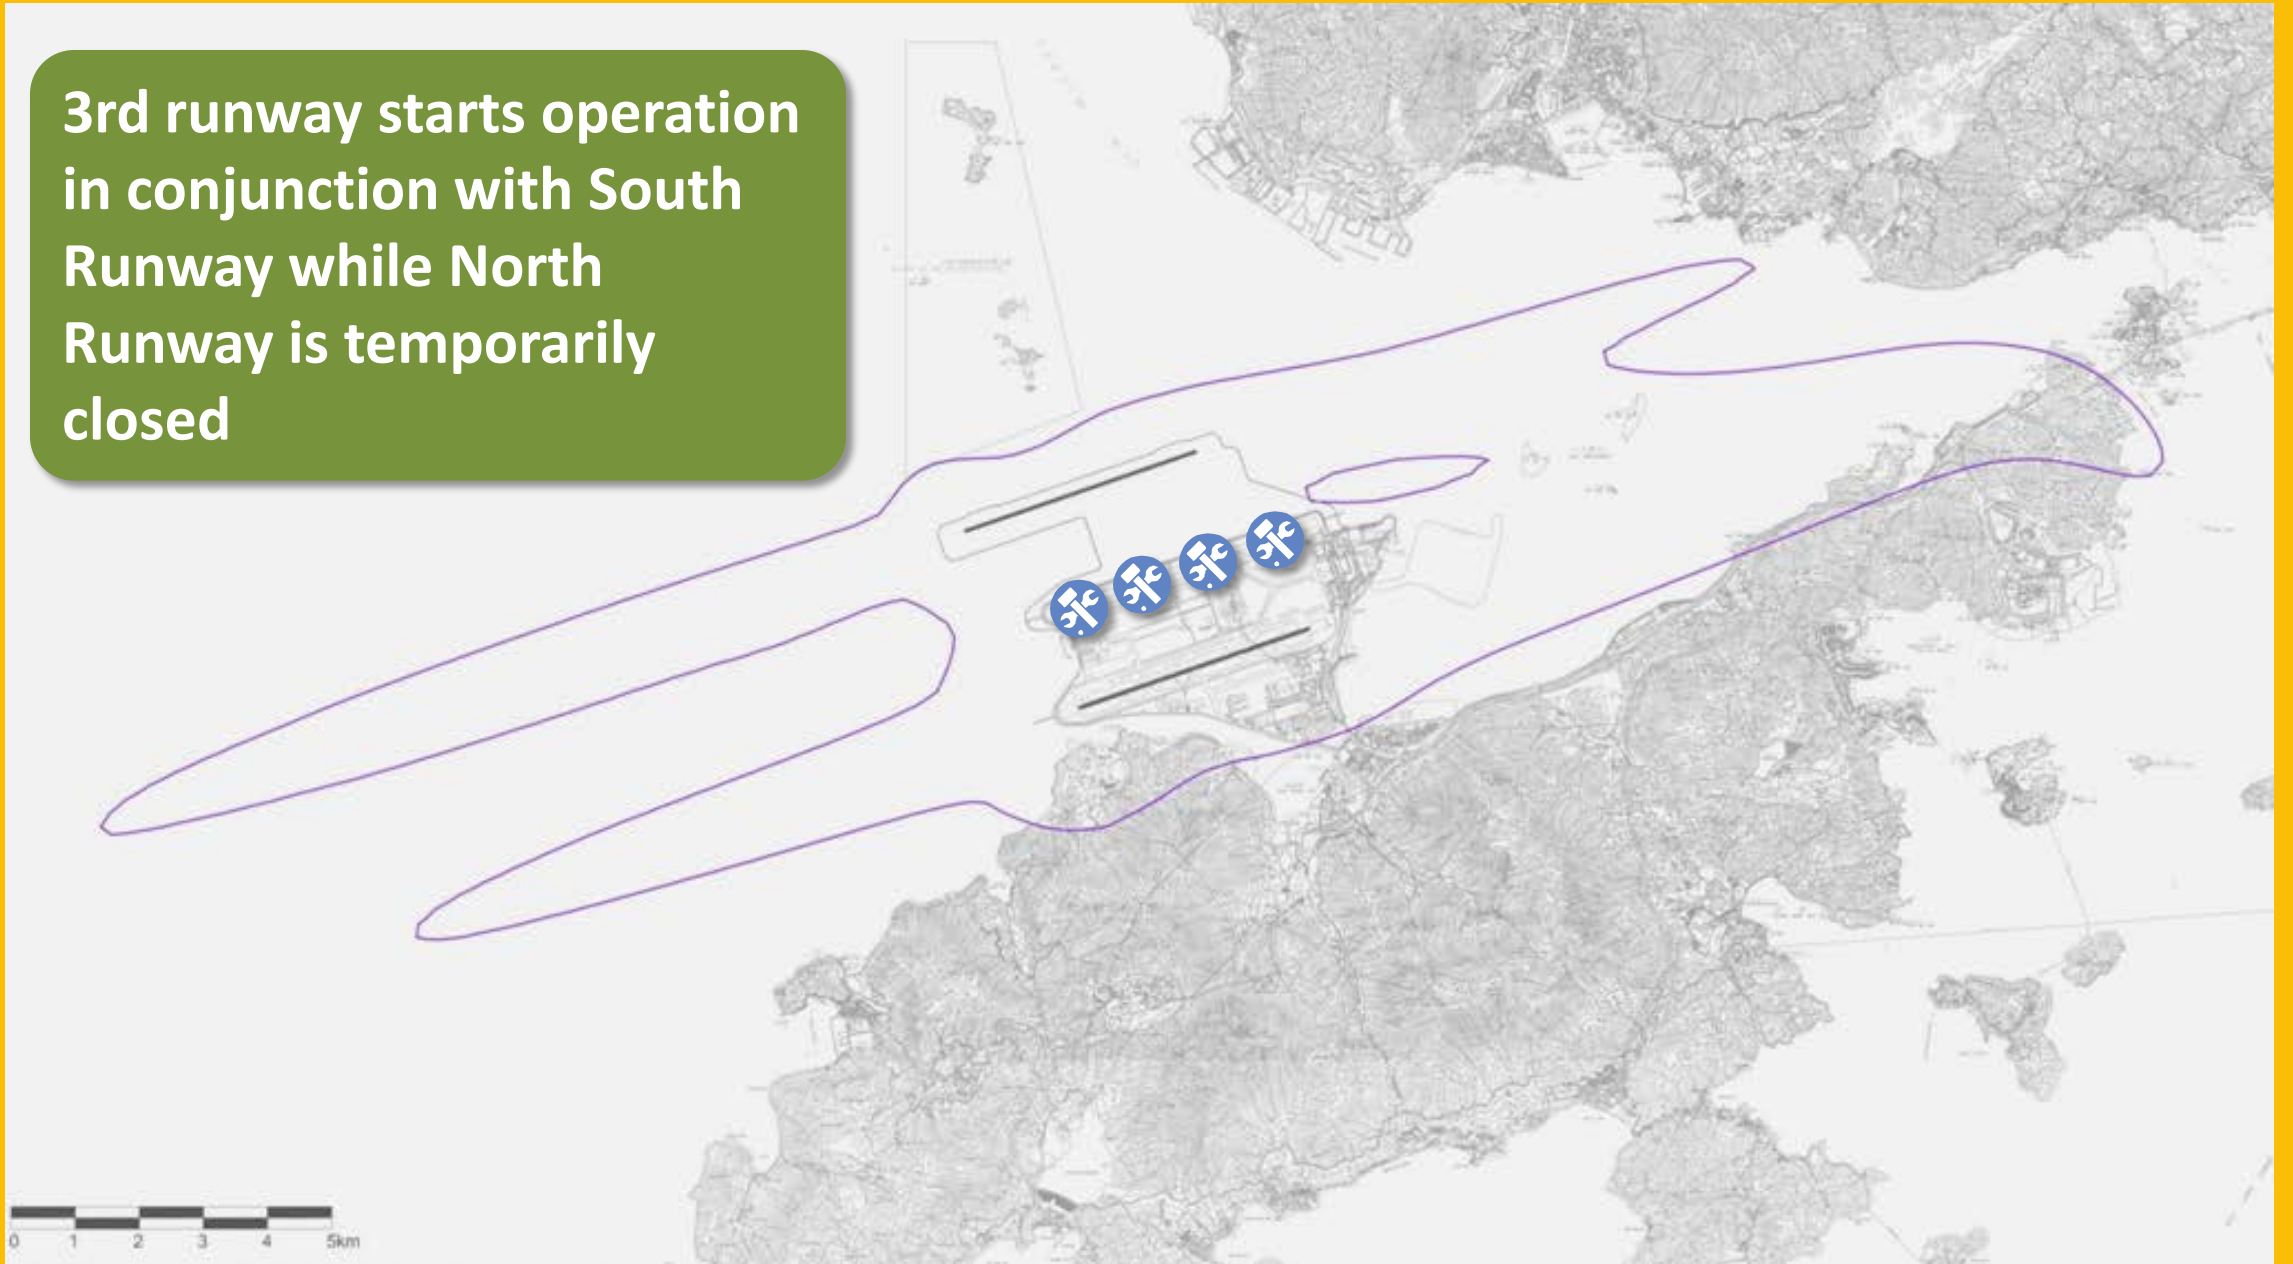 3rd runway starts operation
in conjunction with South
Runway while North
Runway is temporarily
closed
0 1 2 3 4 5km